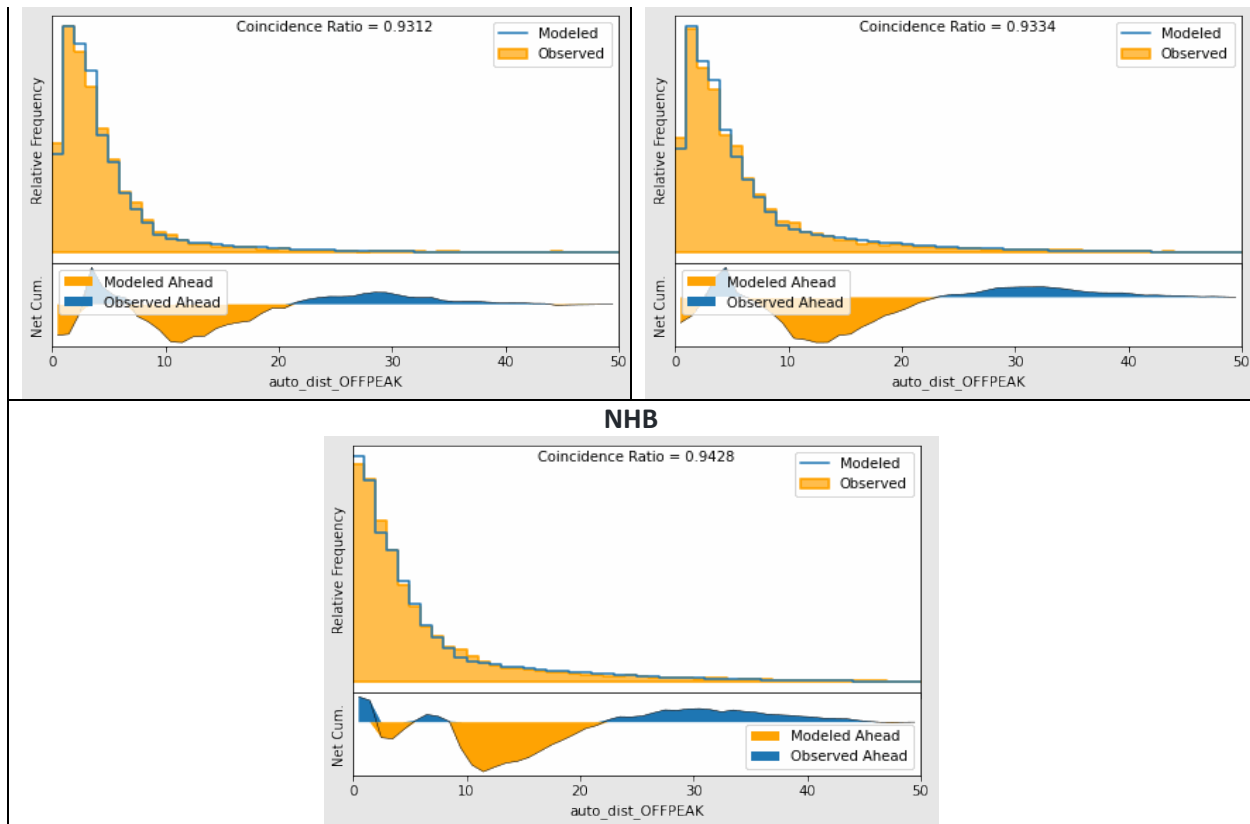 Coincidence Ratio = 0.9312
Modeled
Observed
Relative Frequency
Modeled Ahead
Observed Ahead
Net Cum.
0 10 20 30 40 50
auto_dist_OFFPEAK
Coincidence Ratio = 0.9334
Modeled
Observed
Relative Frequency
Modeled Ahead
Observed Ahead
Net Cum.
0 10 20 30 40 50
auto_dist_OFFPEAK
NHB
Coincidence Ratio = 0.9428
Modeled
Observed
Relative Frequency
Net Cum.
Modeled Ahead
Observed Ahead
0 10 20 30 40 50
auto_dist_OFFPEAK